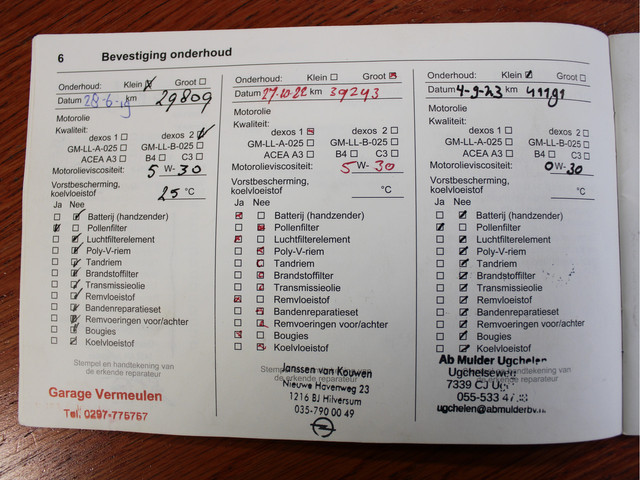 6 Bevestiging onderhoud
Onderhoud: Klein Groot
Datum 28-6-19 km 29809
Motorolie
Kwaliteit:
dexos 1 dexos 2
GM-LL-A-025 GM-LL-B-025
ACEA A3 B4 C3
Motorolieviscositeit: 5 W- 30
Vorstbescherming,
koelvloeistof 25 °C
Ja Nee
Batterij (handzender)
Pollenfilter
Luchtfilterelement
Poly-V-riem
Tandriem
Brandstoffilter
Transmissieolie
Remvloeistof
Bandenreparatieset
Remvoeringen voor/achter
Bougies
Koelvloeistof
Stempel en handtekening van
de erkende reparateur
Garage Vermeulen
Tel. 0297-775757
Onderhoud: Klein Groot
Datum 27-10-22 km 39243
Motorolie
Kwaliteit:
dexos 1 dexos 2
GM-LL-A-025 GM-LL-B-025
ACEA A3 B4 C3
Motorolieviscositeit: 5 W- 30
Vorstbescherming,
koelvloeistof °C
Ja Nee
Batterij (handzender)
Pollenfilter
Luchtfilterelement
Poly-V-riem
Tandriem
Brandstoffilter
Transmissieolie
Remvloeistof
Bandenreparatieset
Remvoeringen voor/achter
Bougies
Koelvloeistof
Janssen van Kouwen
Nieuwe Havenweg 23
1216 BJ Hilversum
035-790 00 49
Onderhoud: Klein Groot
Datum 4-9-23 km 41191
Motorolie
Kwaliteit:
dexos 1 dexos 2
GM-LL-A-025 GM-LL-B-025
ACEA A3 B4 C3
Motorolieviscositeit: 0 W- 30
Vorstbescherming,
koelvloeistof °C
Ja Nee
Batterij (handzender)
Pollenfilter
Luchtfilterelement
Poly-V-riem
Tandriem
Brandstoffilter
Transmissieolie
Remvloeistof
Bandenreparatieset
Remvoeringen voor/achter
Bougies
Koelvloeistof
Ab Mulder Ugchelen
7339
055-533